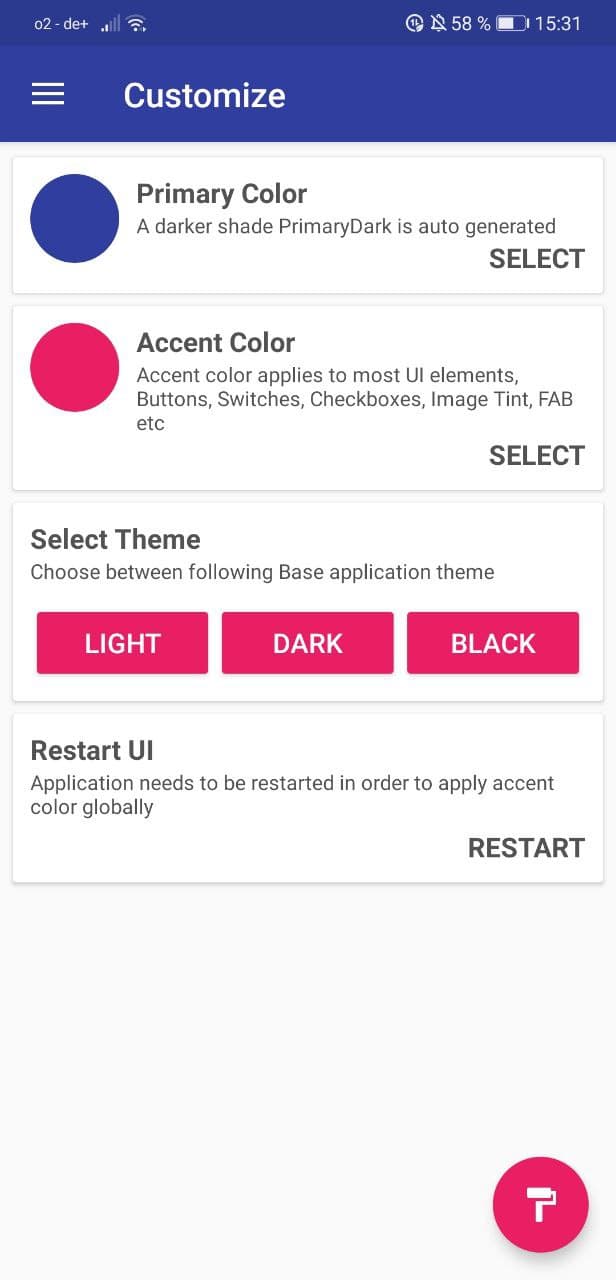 o2 - de+ 58 % 15:31
Customize
Primary Color
A darker shade PrimaryDark is auto generated
SELECT
Accent Color
Accent color applies to most UI elements,
Buttons, Switches, Checkboxes, Image Tint, FAB
etc
SELECT
Select Theme
Choose between following Base application theme
LIGHT DARK BLACK
Restart UI
Application needs to be restarted in order to apply accent
color globally
RESTART